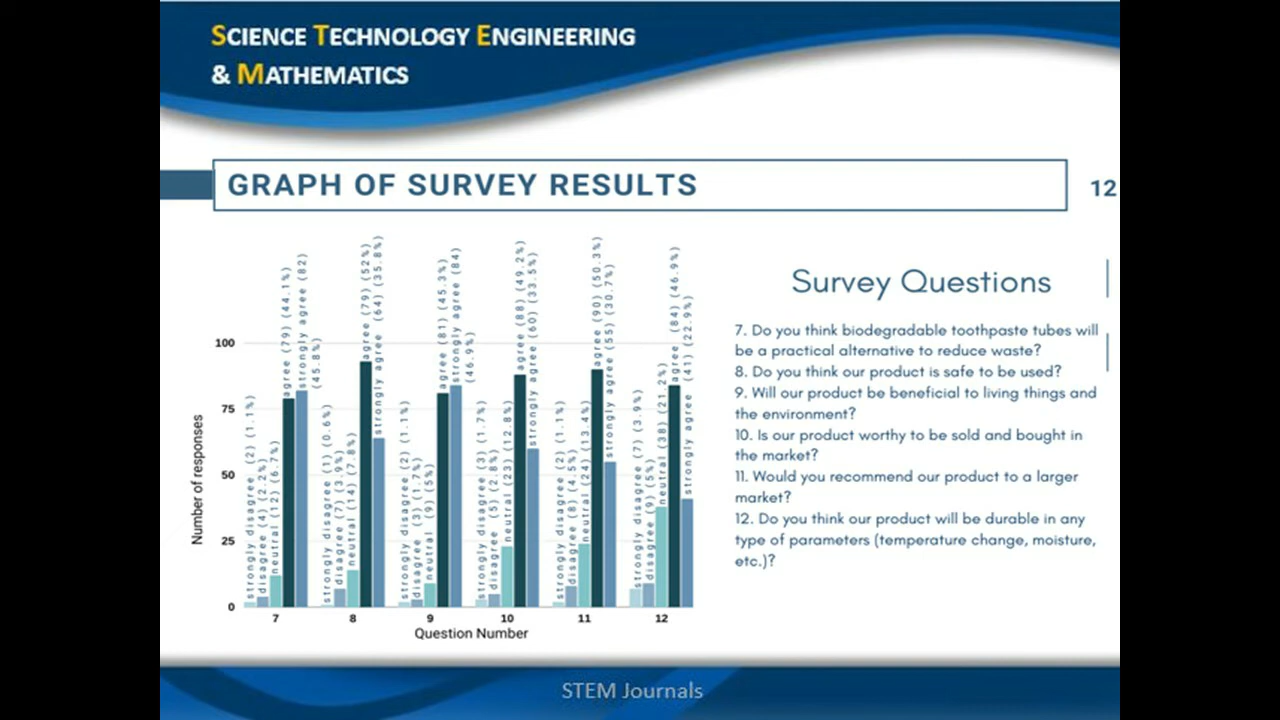 SCIENCE TECHNOLOGY ENGINEERING
& MATHEMATICS
GRAPH OF SURVEY RESULTS
12
Number of responses
100
75
50
25
0
strongly disagree (2) (1.1%)
disagree (4) (2.2%)
neutral (12) (6.7%)
agree (79) (44.1%)
strongly agree (82)
(45.8%)
strongly disagree (1) (0.6%)
disagree (7) (3.9%)
neutral (14) (7.8%)
agree (79) (52%)
strongly agree (64) (35.8%)
strongly disagree (2) (1.1%)
disagree (3) (1.7%)
neutral (9) (5%)
agree (81) (45.3%)
strongly agree (84)
(46.9%)
strongly disagree (3) (1.7%)
disagree (5) (2.8%)
neutral (23) (12.8%)
agree (88) (49.2%)
strongly agree (60) (33.5%)
strongly disagree (2) (1.1%)
disagree (8) (4.5%)
neutral (24) (13.4%)
agree (90) (50.3%)
strongly agree (55) (30.7%)
strongly disagree (7) (3.9%)
disagree (9) (5%)
neutral (38) (21.2%)
agree (84) (46.9%)
strongly agree (41) (22.9%)
7 8 9 10 11 12
Question Number
Survey Questions
7. Do you think biodegradable toothpaste tubes will
be a practical alternative to reduce waste?
8. Do you think our product is safe to be used?
9. Will our product be beneficial to living things and
the environment?
10. Is our product worthy to be sold and bought in
the market?
11. Would you recommend our product to a larger
market?
12. Do you think our product will be durable in any
type of parameters (temperature change, moisture,
etc.)?
STEM Journals